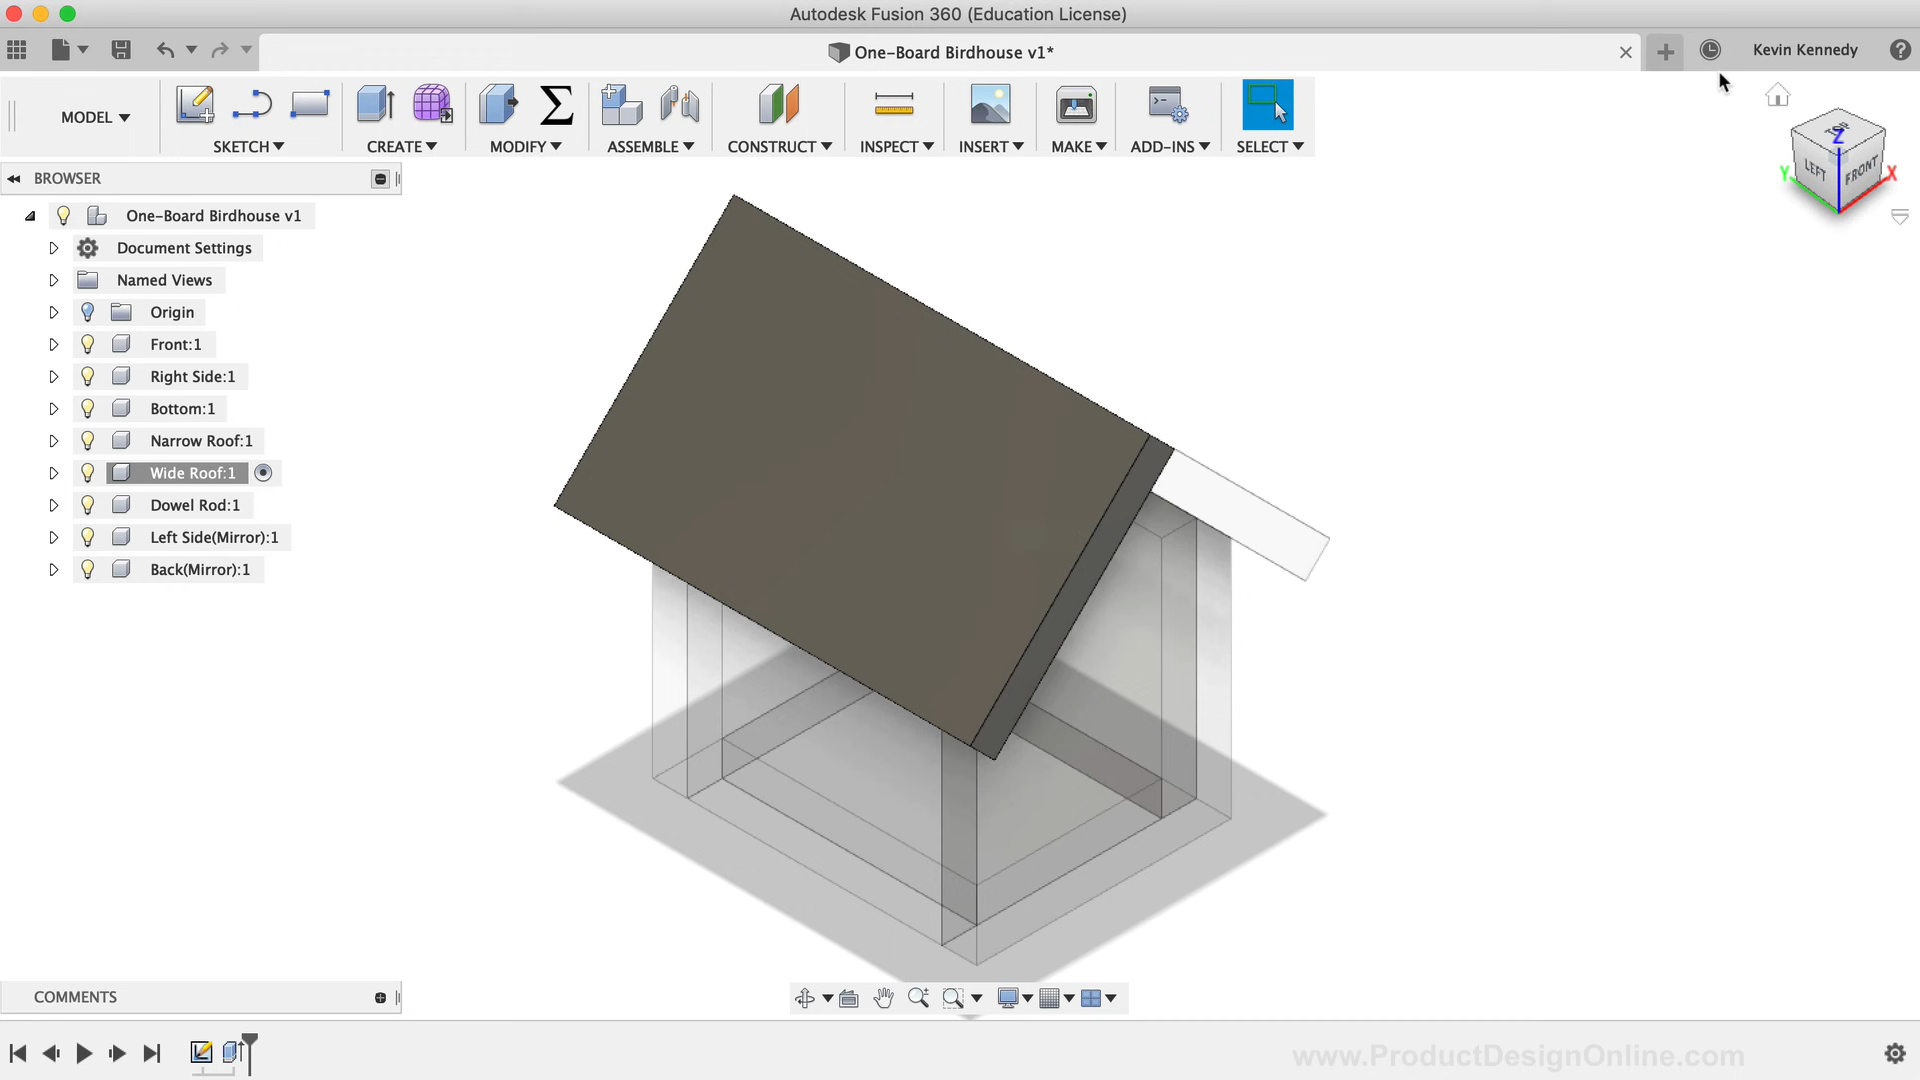 Autodesk Fusion 360 (Education License)
One-Board Birdhouse v1*
Kevin Kennedy
MODEL
SKETCH
CREATE
MODIFY
ASSEMBLE
CONSTRUCT
INSPECT
INSERT
MAKE
ADD-INS
SELECT
TOP
Z
LEFT
FRONT
Y
X
BROWSER
One-Board Birdhouse v1
Document Settings
Named Views
Origin
Front:1
Right Side:1
Bottom:1
Narrow Roof:1
Wide Roof:1
Dowel Rod:1
Left Side(Mirror):1
Back(Mirror):1
COMMENTS
www.ProductDesignOnline.com